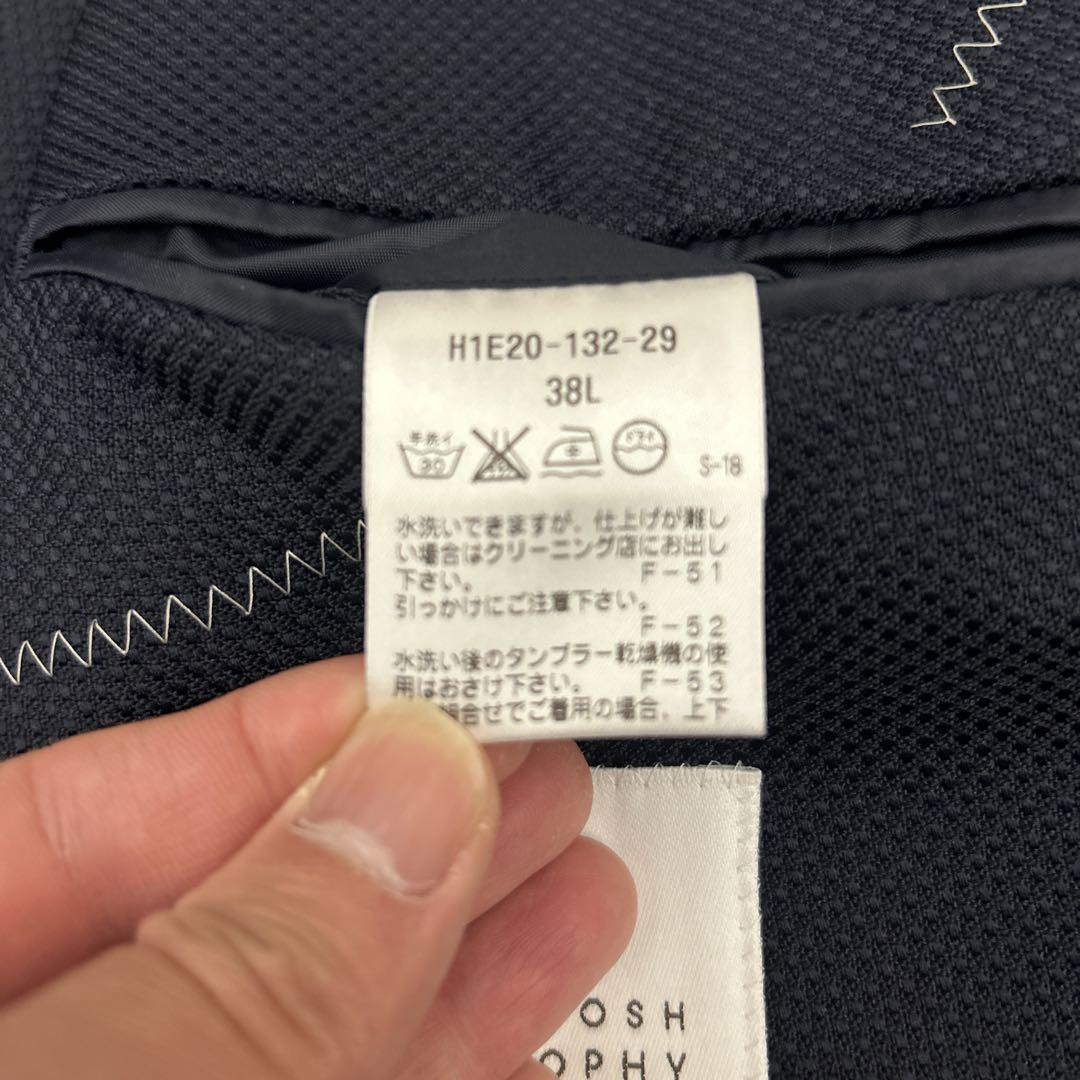 H1E20-132-29
38L
手洗イ
30
中
ドライ
S-18
水洗いできますが、仕上げが難し
い場合はクリーニング店にお出し
下さい。 F-51
引っかけにご注意下さい。
F-52
水洗い後のタンブラー乾燥機の使
用はおさけ下さい。 F-53
組合せでご着用の場合、上下
OSH
OPHY